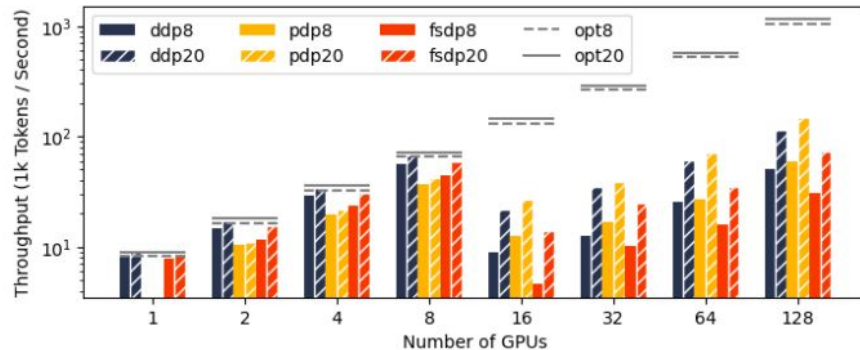 10³
10²
10¹
Throughput (1k Tokens / Second)
ddp8 pdp8 fsdp8 opt8
ddp20 pdp20 fsdp20 opt20
1 2 4 8 16 32 64 128
Number of GPUs